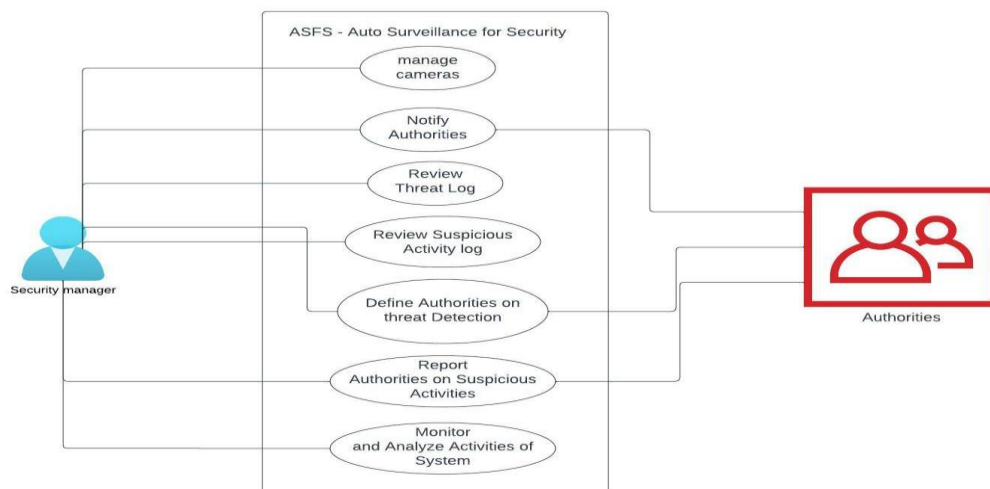 ASFS - Auto Surveillance for Security
manage
cameras
Notify
Authorities
Review
Threat Log
Review Suspicious
Activity log
Security manager
Define Authorities on
threat Detection
Authorities
Report
Authorities on Suspicious
Activities
Monitor
and Analyze Activities of
System